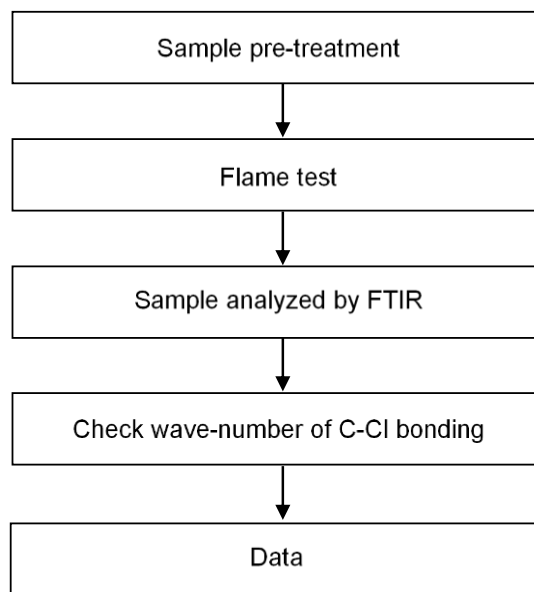 Sample pre-treatment
Flame test
Sample analyzed by FTIR
Check wave-number of C-Cl bonding
Data